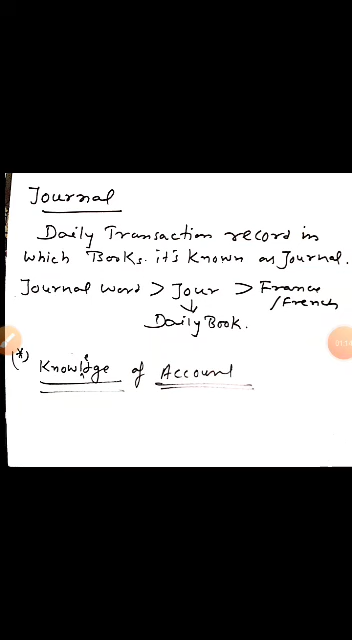 Journal
Daily Transaction record in
which Books. it's Known as Journal.
Journal word > Jour > France
/French
↓
Daily Book.
(*) Knowledge of Account